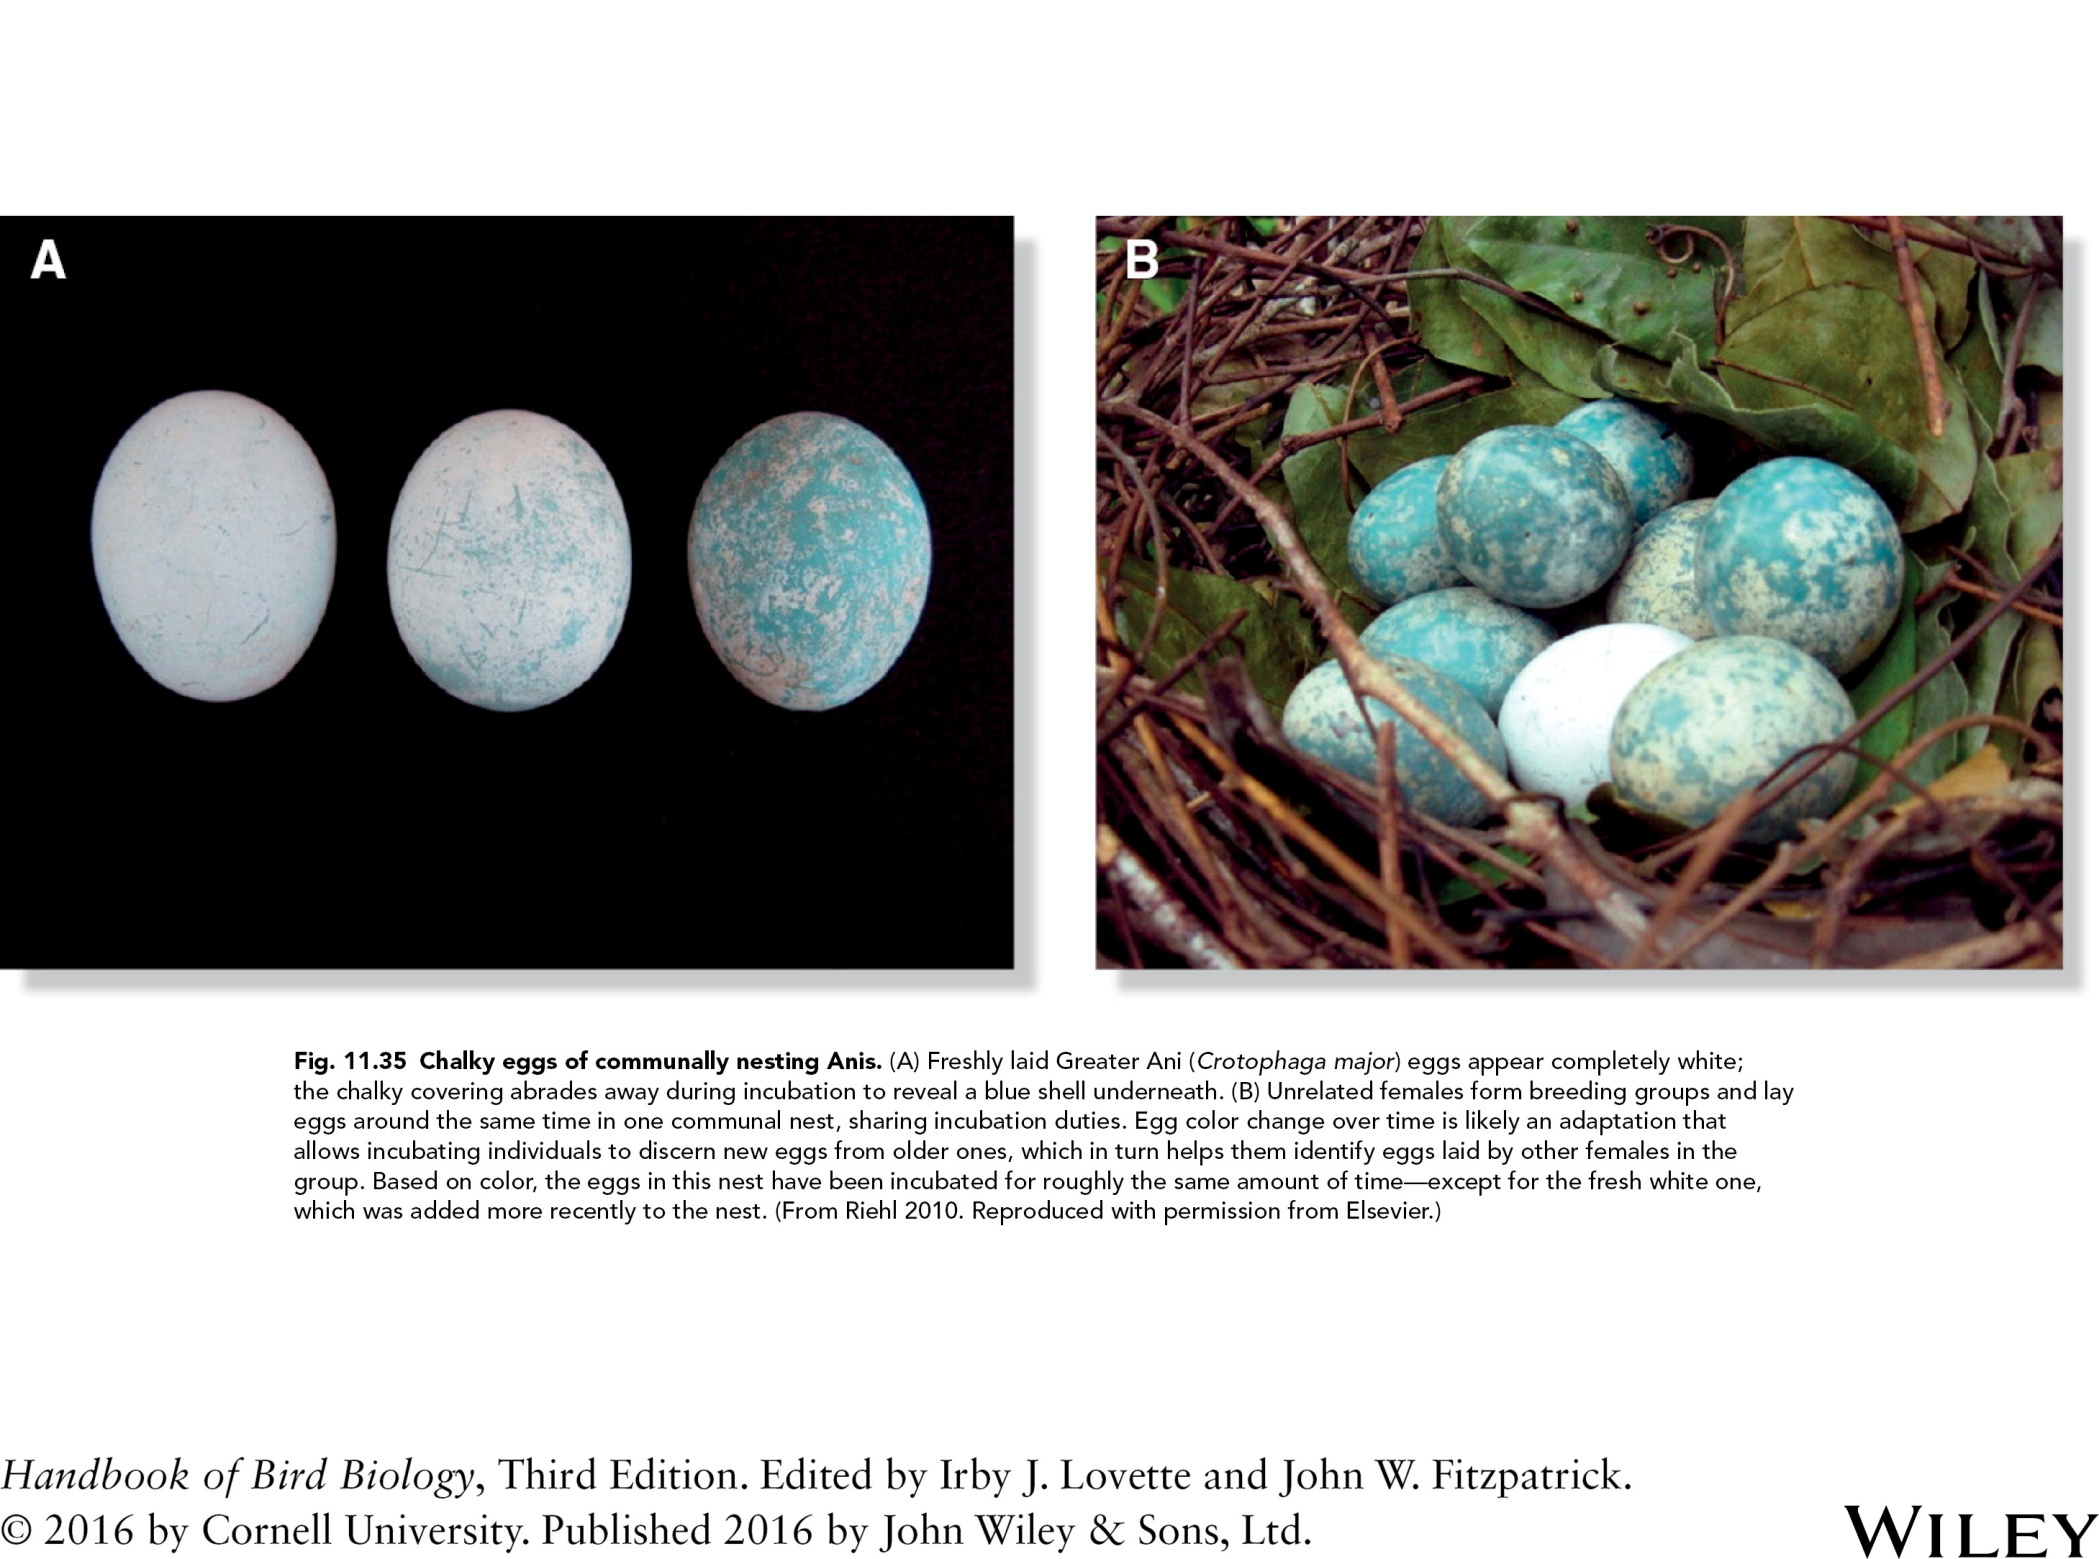 A
B
Fig. 11.35 Chalky eggs of communally nesting Anis. (A) Freshly laid Greater Ani (Crotophaga major) eggs appear completely white;
the chalky covering abrades away during incubation to reveal a blue shell underneath. (B) Unrelated females form breeding groups and lay
eggs around the same time in one communal nest, sharing incubation duties. Egg color change over time is likely an adaptation that
allows incubating individuals to discern new eggs from older ones, which in turn helps them identify eggs laid by other females in the
group. Based on color, the eggs in this nest have been incubated for roughly the same amount of time—except for the fresh white one,
which was added more recently to the nest. (From Riehl 2010. Reproduced with permission from Elsevier.)
Handbook of Bird Biology, Third Edition. Edited by Irby J. Lovette and John W. Fitzpatrick.
© 2016 by Cornell University. Published 2016 by John Wiley & Sons, Ltd.
WILEY